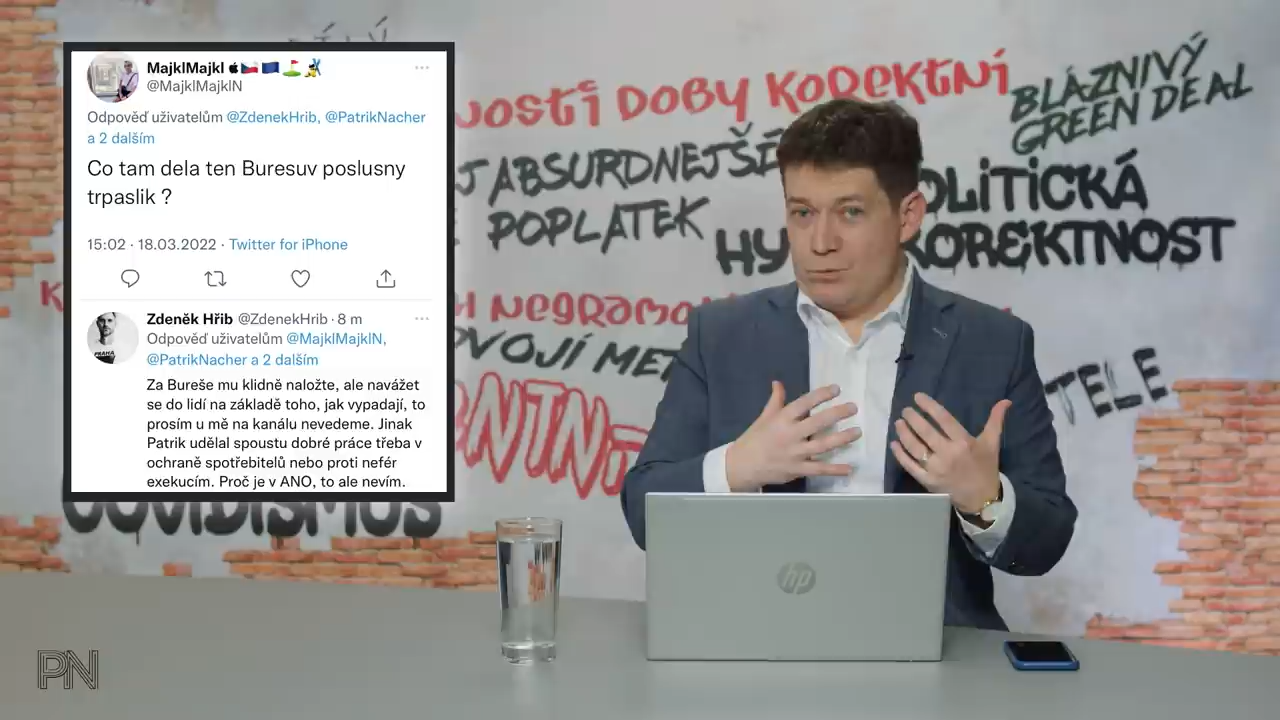 MajklMajkl
@MajklMajklN
Odpověď uživatelům @ZdenekHrib, @PatrikNacher
a 2 dalším
Co tam dela ten Buresuv poslusny
trpaslik ?
15:02 · 18.03.2022 · Twitter for iPhone
Zdeněk Hřib @ZdenekHrib · 8 m
Odpověď uživatelům @MajklMajklN,
@PatrikNacher a 2 dalším
Za Bureše mu klidně naložte, ale navážet
se do lidí na základě toho, jak vypadají, to
prosím u mě na kanálu nevedeme. Jinak
Patrik udělal spoustu dobré práce třeba v
ochraně spotřebitelů nebo proti nefér
exekucím. Proč je v ANO, to ale nevím.
PRAHA
DOBY KOREKTNÍ
BLÁZNIVÝ
GREEN DEAL
ABSURDNEJŠÍ
POPLATEK
POLITICKÁ
KOREKTNOST
COVIDISMUS
hp
PN